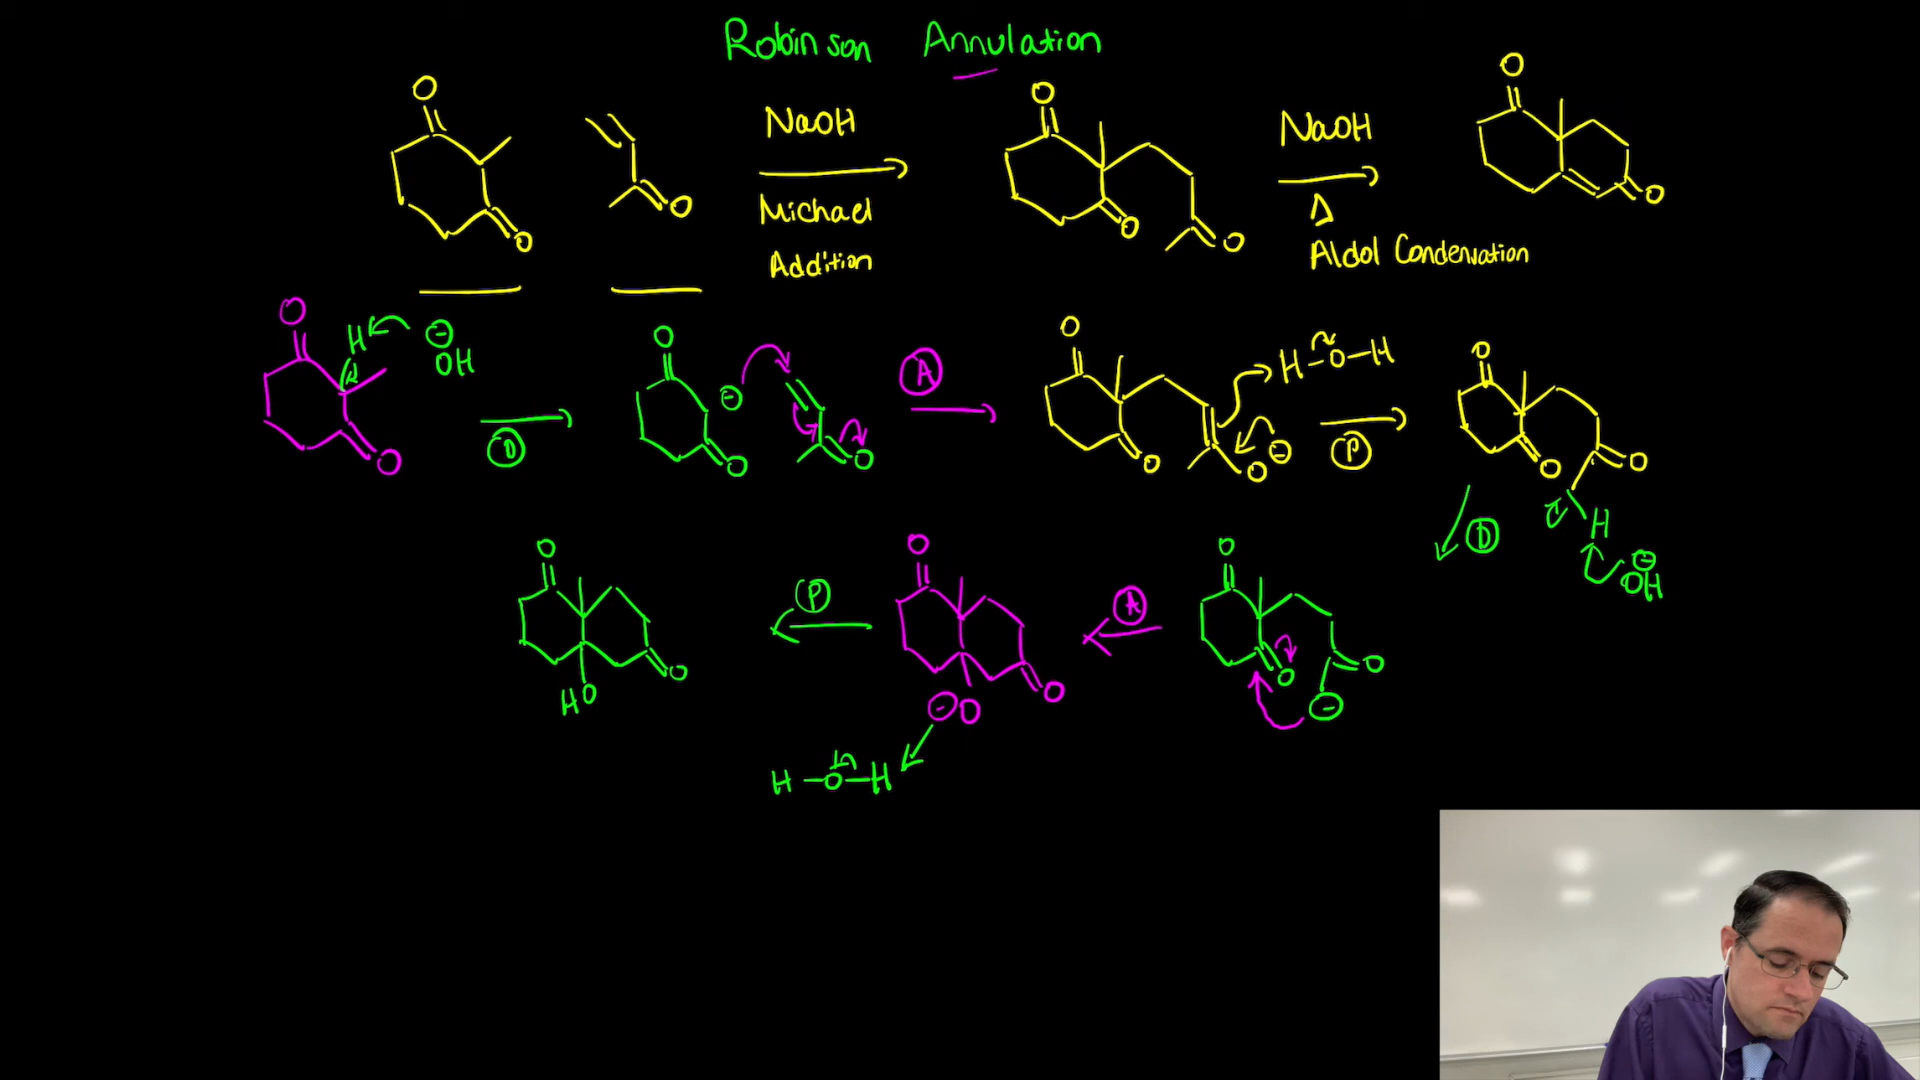 Robinson Annulation
O
O
O
NaOH
Michael
Addition
O
O
O
NaOH
Δ
Aldol Condensation
O
O
O
H
α
⊖
OH
O
D
O
⊖
O
O
A
O
O
O
⊖
H-O-H
P
O
O
O
H
⊖
OH
D
O
O
O
⊖
A
O
O
⊖O
H-O-H
P
O
O
HO